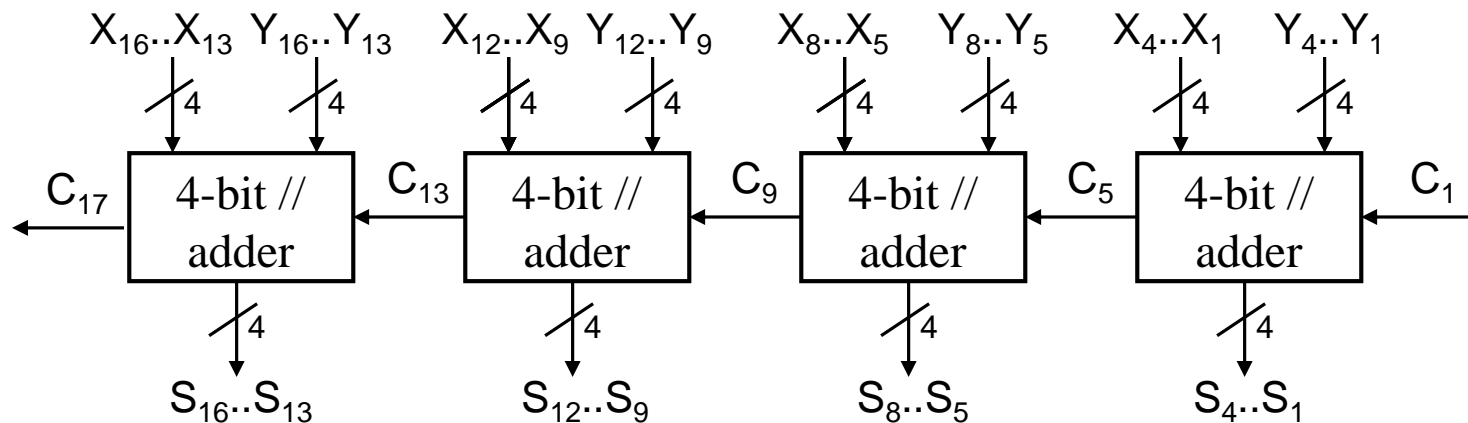 X₁₆..X₁₃ Y₁₆..Y₁₃ X₁₂..X₉ Y₁₂..Y₉ X₈..X₅ Y₈..Y₅ X₄..X₁ Y₄..Y₁
4 4 4 4 4 4 4 4
C₁₇ 4-bit // C₁₃ 4-bit // C₉ 4-bit // C₅ 4-bit // C₁
adder adder adder adder
4 4 4 4
S₁₆..S₁₃ S₁₂..S₉ S₈..S₅ S₄..S₁